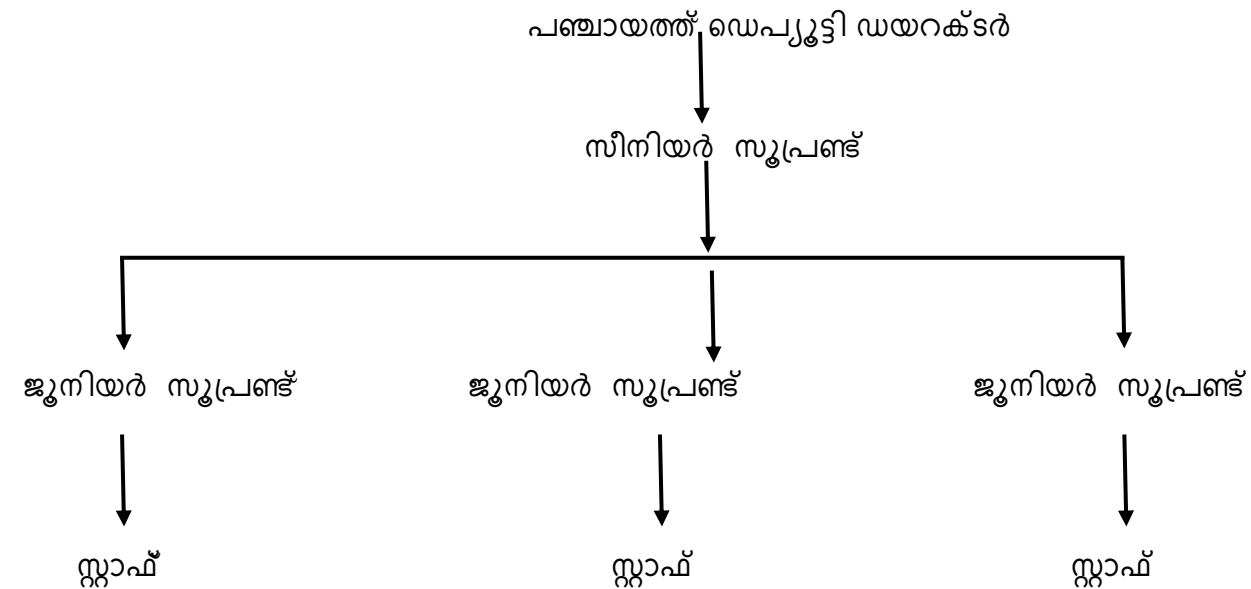 പഞ്ചായത്ത് ഡെപ്യൂട്ടി ഡയറക്ടർ
സീനിയർ സൂപ്രണ്ട്
ജൂനിയർ സൂപ്രണ്ട് ജൂനിയർ സൂപ്രണ്ട് ജൂനിയർ സൂപ്രണ്ട്
സ്റ്റാഫ് സ്റ്റാഫ് സ്റ്റാഫ്